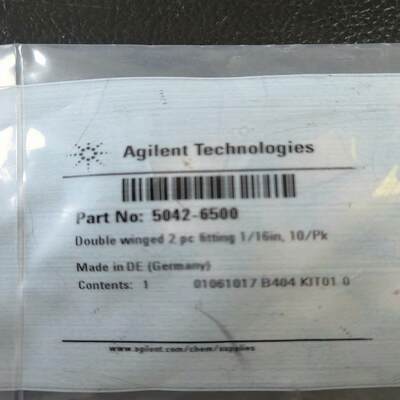 Agilent Technologies
Part No: 5042-6500
Double winged 2 pc fitting 1/16in, 10/Pk
Made in DE (Germany)
Contents: 1 01061017 B404 KIT01 0
www.agilent.com/chem/supplies